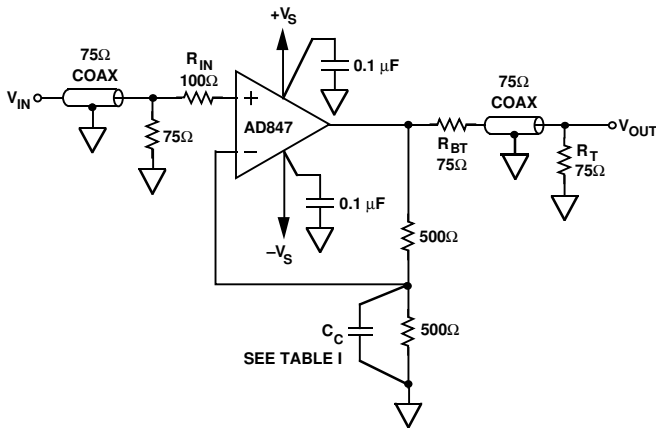 +V_S
75Ω
COAX
R_IN
100Ω
0.1 µF
75Ω
COAX
V_IN
+
AD847
−
75Ω
R_BT
75Ω
V_OUT
R_T
75Ω
0.1 µF
−V_S
500Ω
C_C
500Ω
SEE TABLE I